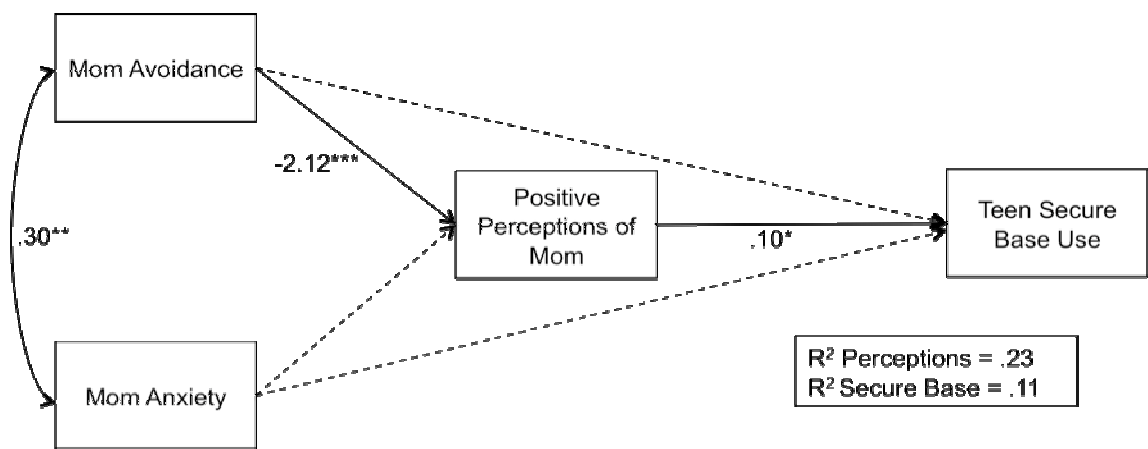 Mom Avoidance
-2.12***
Positive
Perceptions of
Mom
Teen Secure
Base Use
.30**
.10*
Mom Anxiety
R² Perceptions = .23
R² Secure Base = .11